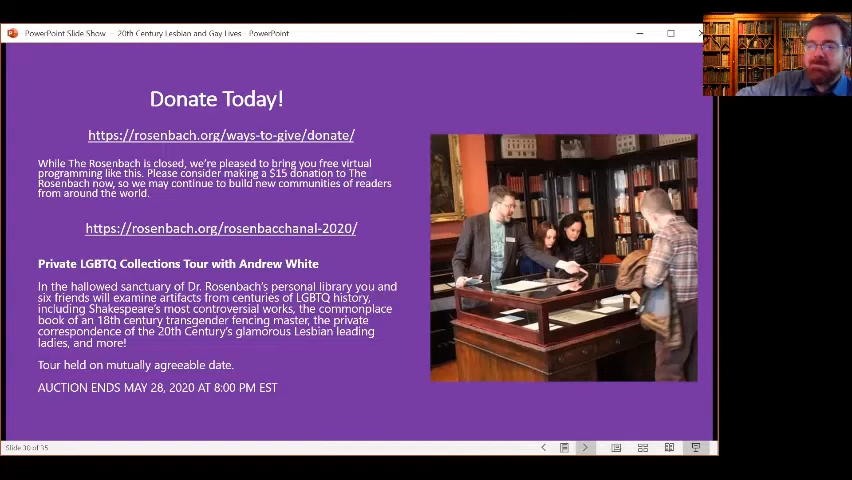 PowerPoint Slide Show - 20th Century Lesbian and Gay Lives - PowerPoint
Donate Today!
https://rosenbach.org/ways-to-give/donate/
While The Rosenbach is closed, we're pleased to bring you free virtual
programming like this. Please consider making a $15 donation to The
Rosenbach now, so we may continue to build new communities of readers
from around the world.
https://rosenbach.org/rosenbacchanal-2020/
Private LGBTQ Collections Tour with Andrew White
In the hallowed sanctuary of Dr. Rosenbach's personal library you and
six friends will examine artifacts from centuries of LGBTQ history,
including Shakespeare's most controversial works, the commonplace
book of an 18th century transgender fencing master, the private
correspondence of the 20th Century's glamorous Lesbian leading
ladies, and more!
Tour held on mutually agreeable date.
AUCTION ENDS MAY 28, 2020 AT 8:00 PM EST
Slide 30 of 35